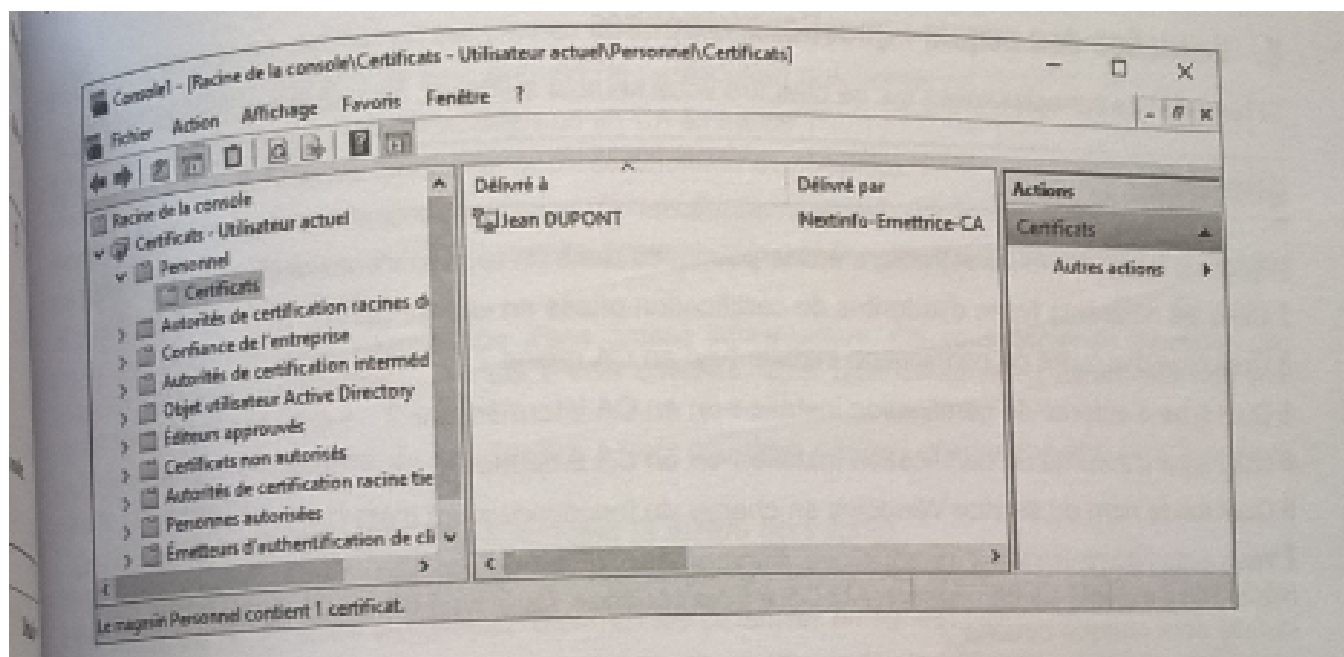 Console1 - [Racine de la console\Certificats - Utilisateur actuel\Personnel\Certificats]
Fichier Action Affichage Favoris Fenêtre ?
Racine de la console
Certificats - Utilisateur actuel
Personnel
Certificats
Autorités de certification racines d
Confiance de l'entreprise
Autorités de certification interméd
Objet utilisateur Active Directory
Éditeurs approuvés
Certificats non autorisés
Autorités de certification racine tie
Personnes autorisées
Émetteurs d'authentification de cli
Délivré à
Délivré par
Jean DUPONT
Nextinfo-Emettrice-CA
Actions
Certificats
Autres actions
Le magasin Personnel contient 1 certificat.